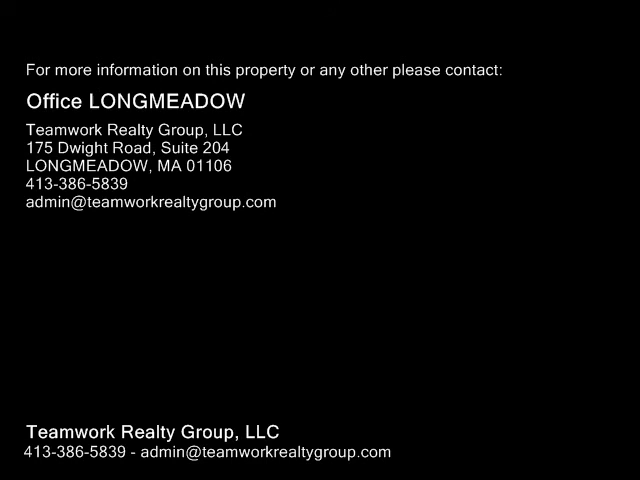 For more information on this property or any other please contact:
Office LONGMEADOW
Teamwork Realty Group, LLC
175 Dwight Road, Suite 204
LONGMEADOW, MA 01106
413-386-5839
admin@teamworkrealtygroup.com
Teamwork Realty Group, LLC
413-386-5839 - admin@teamworkrealtygroup.com